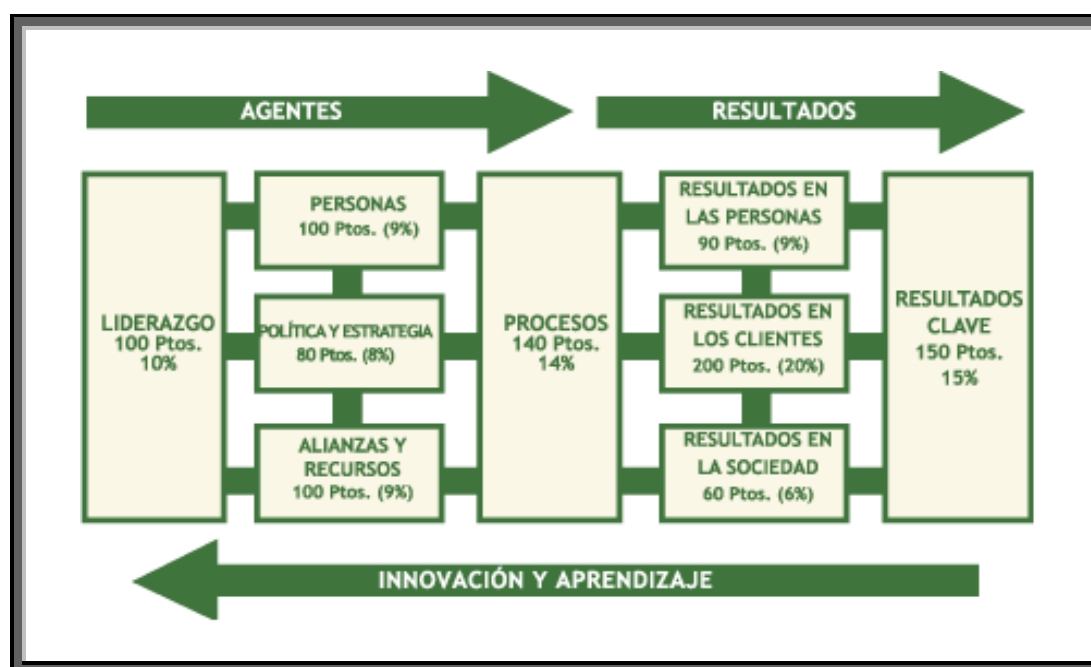 AGENTES
RESULTADOS
LIDERAZGO
100 Ptos.
10%
PERSONAS
100 Ptos. (9%)
POLÍTICA Y ESTRATEGIA
80 Ptos. (8%)
ALIANZAS Y
RECURSOS
100 Ptos. (9%)
PROCESOS
140 Ptos.
14%
RESULTADOS EN
LAS PERSONAS
90 Ptos. (9%)
RESULTADOS EN
LOS CLIENTES
200 Ptos. (20%)
RESULTADOS EN
LA SOCIEDAD
60 Ptos. (6%)
RESULTADOS
CLAVE
150 Ptos.
15%
INNOVACIÓN Y APRENDIZAJE